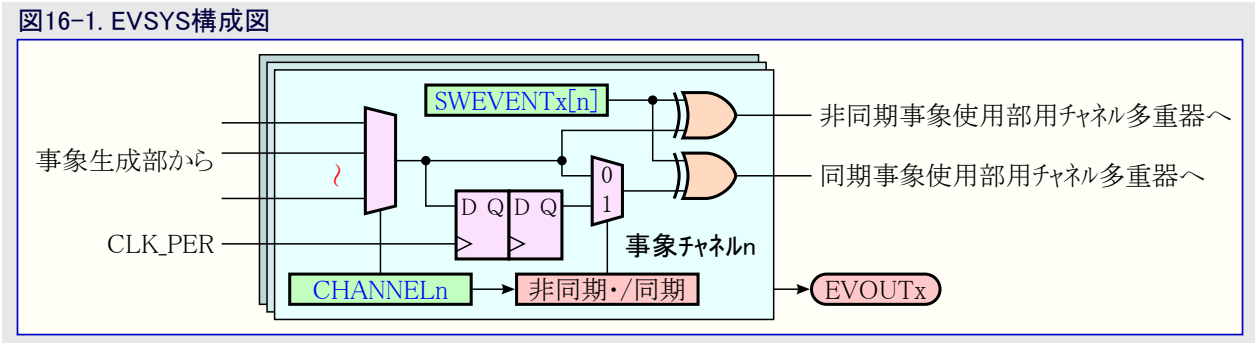 図16-1. EVSYS構成図
SWEVENTx[n]
非同期事象使用部用チャネル多重器へ
事象生成部から
~
0
1
同期事象使用部用チャネル多重器へ
D Q D Q
CLK_PER
事象チャネルn
CHANNELn
非同期・/同期
EVOUTx